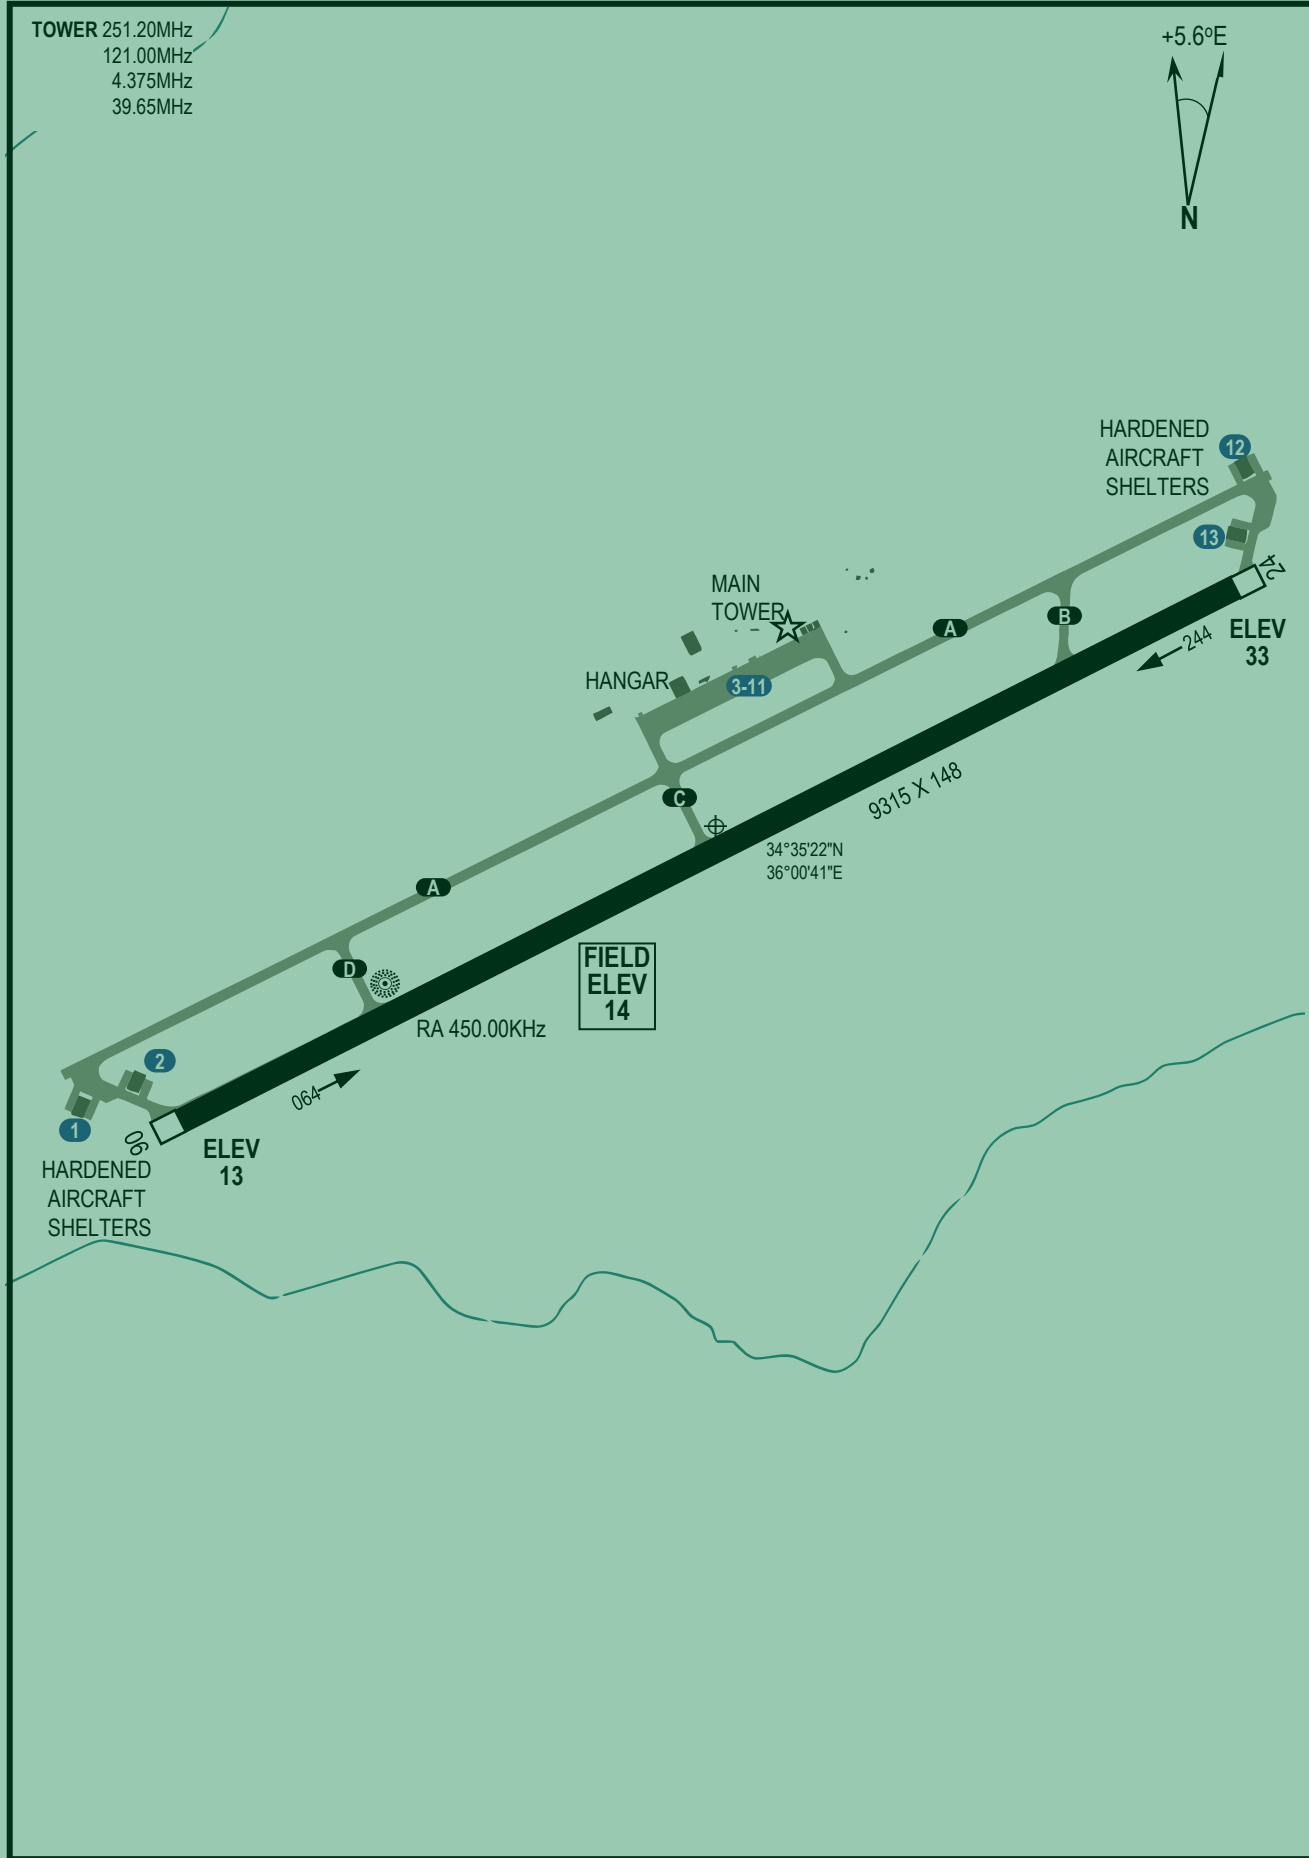 TOWER 251.20MHz
121.00MHz
4.375MHz
39.65MHz
+5.6ºE
N
HARDENED
AIRCRAFT
SHELTERS
12
13
24
ELEV
33
244
MAIN
TOWER
A
B
HANGAR
3-11
C
9315 X 148
34°35'22"N
36°00'41"E
A
D
FIELD
ELEV
14
RA 450.00KHz
2
064
1
06
ELEV
13
HARDENED
AIRCRAFT
SHELTERS